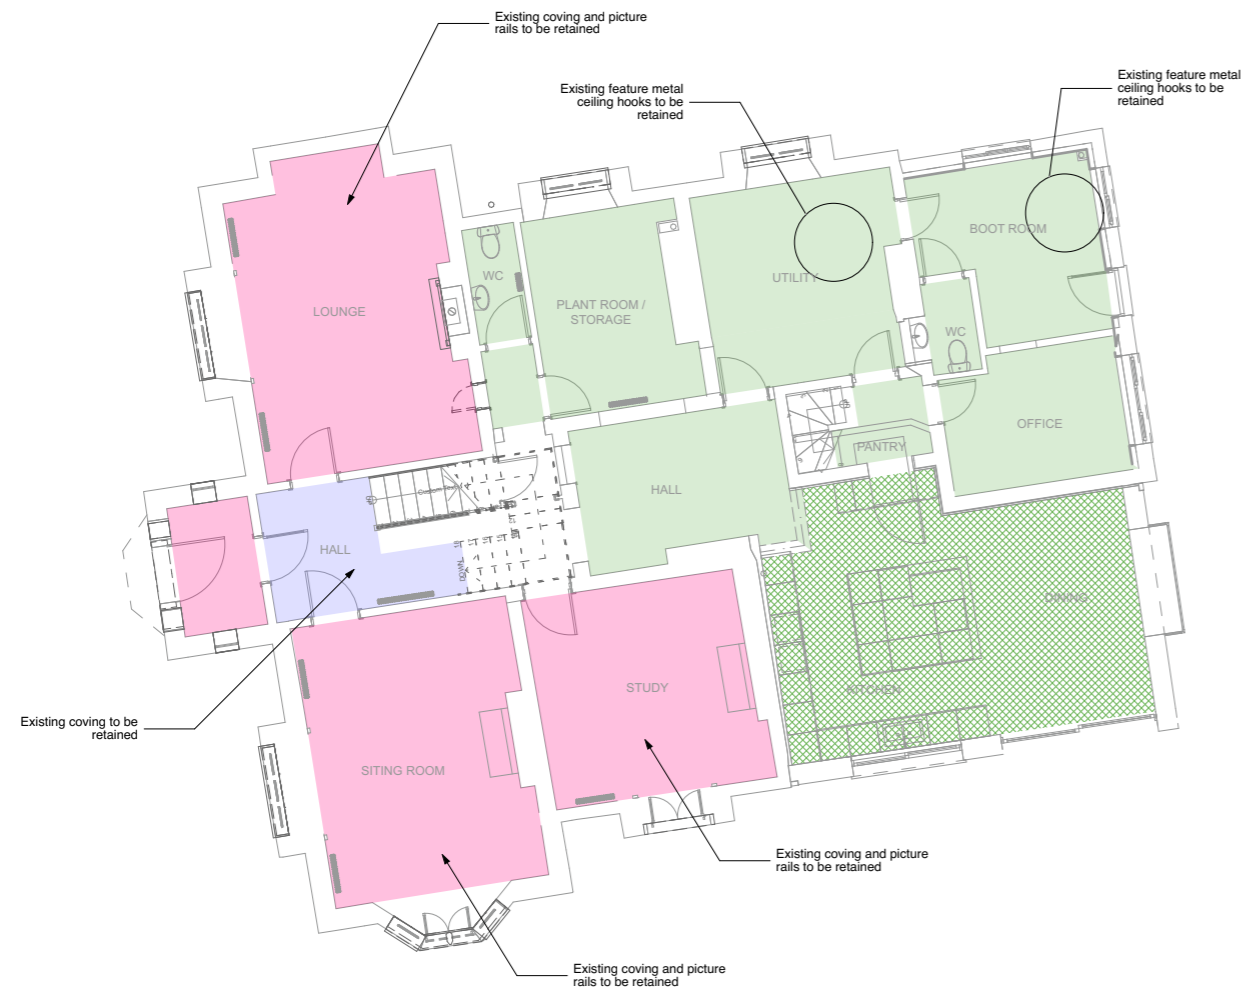 Existing coving and picture
rails to be retained
Existing feature metal
ceiling hooks to be
retained
Existing feature metal
ceiling hooks to be
retained
BOOT ROOM
WC
UTILITY
LOUNGE
PLANT ROOM /
STORAGE
WC
OFFICE
PANTRY
HALL
HALL
DOWN
DINING
STUDY
KITCHEN
Existing coving to be
retained
SITING ROOM
Existing coving and picture
rails to be retained
Existing coving and picture
rails to be retained